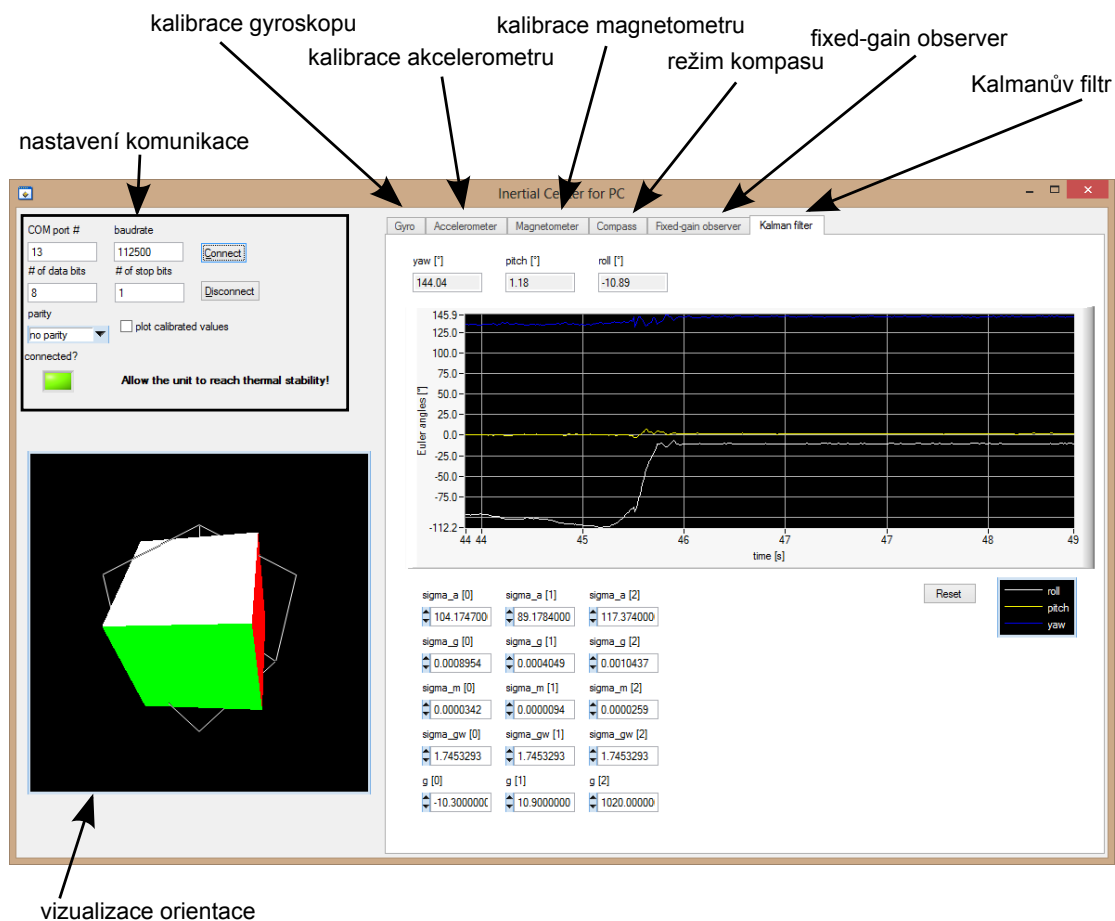 kalibrace gyroskopu
kalibrace magnetometru
kalibrace akcelerometru
fixed-gain observer
režim kompasu
Kalmanův filtr
nastavení komunikace
Inertial Center for PC
COM port #
baudrate
13
112500
Connect
# of data bits
# of stop bits
8
1
Disconnect
parity
no parity
plot calibrated values
connected?
Allow the unit to reach thermal stability!
Gyro
Accelerometer
Magnetometer
Compass
Fixed-gain observer
Kalman filter
yaw [°]
pitch [°]
roll [°]
144.04
1.18
-10.89
Euler angles [°]
145.9
125.0
100.0
75.0
50.0
25.0
0.0
-25.0
-50.0
-75.0
-112.2
44 44 45 46 47 47 48 49
time [s]
sigma_a [0]
sigma_a [1]
sigma_a [2]
104.174700
89.1784000
117.374000
sigma_g [0]
sigma_g [1]
sigma_g [2]
0.0008954
0.0004049
0.0010437
sigma_m [0]
sigma_m [1]
sigma_m [2]
0.0000342
0.0000094
0.0000259
sigma_gw [0]
sigma_gw [1]
sigma_gw [2]
1.7453293
1.7453293
1.7453293
g [0]
g [1]
g [2]
-10.3000000
10.9000000
1020.00000
Reset
roll
pitch
yaw
vizualizace orientace